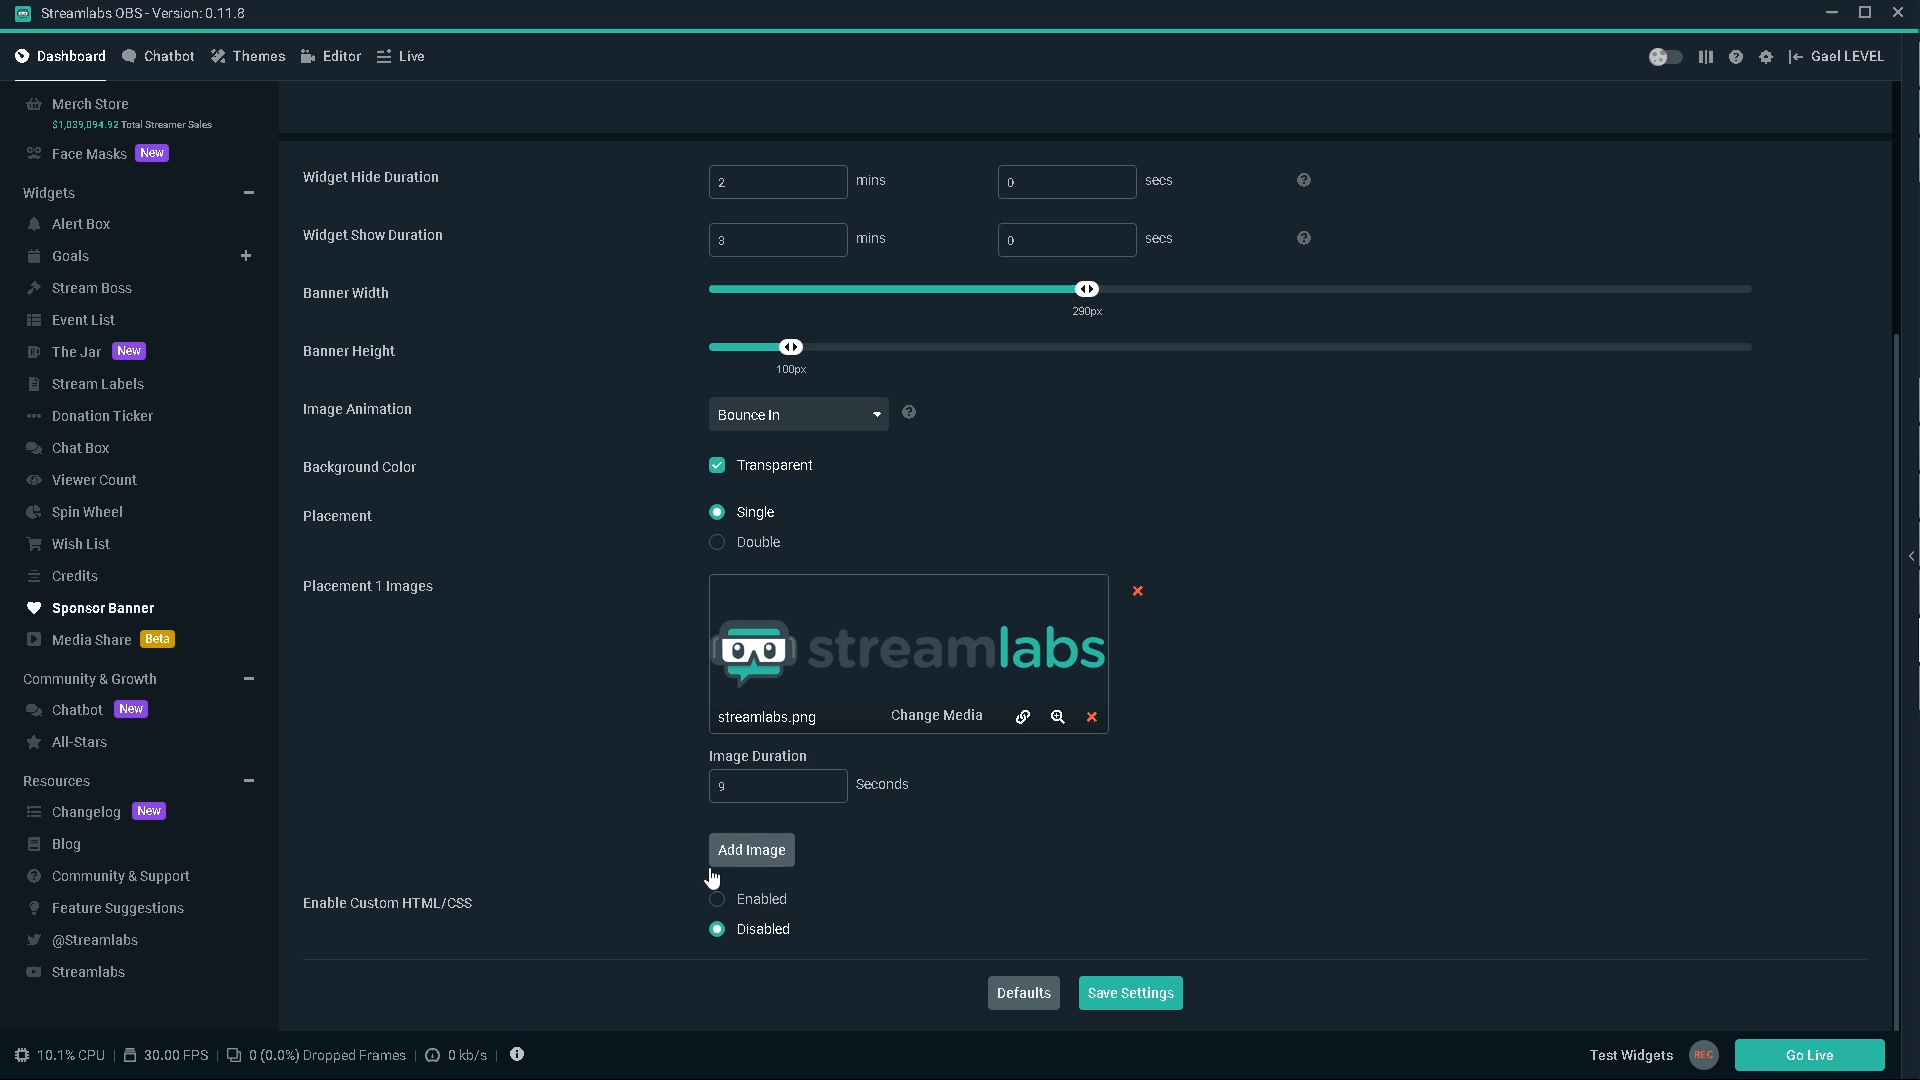 Streamlabs OBS - Version: 0.11.8
Dashboard Chatbot Themes Editor Live
Gael LEVEL
Merch Store
$1,039,094.92 Total Streamer Sales
Face Masks New
Widgets
Alert Box
Goals
Stream Boss
Event List
The Jar New
Stream Labels
Donation Ticker
Chat Box
Viewer Count
Spin Wheel
Wish List
Credits
Sponsor Banner
Media Share Beta
Community & Growth
Chatbot New
All-Stars
Resources
Changelog New
Blog
Community & Support
Feature Suggestions
@Streamlabs
Streamlabs
Widget Hide Duration 2 mins 0 secs
Widget Show Duration 3 mins 0 secs
Banner Width
290px
Banner Height
100px
Image Animation Bounce In
Background Color Transparent
Placement Single
Double
Placement 1 Images
streamlabs
streamlabs.png Change Media
Image Duration
9 Seconds
Add Image
Enable Custom HTML/CSS Enabled
Disabled
Defaults Save Settings
10.1% CPU 30.00 FPS 0 (0.0%) Dropped Frames 0 kb/s
Test Widgets REC Go Live